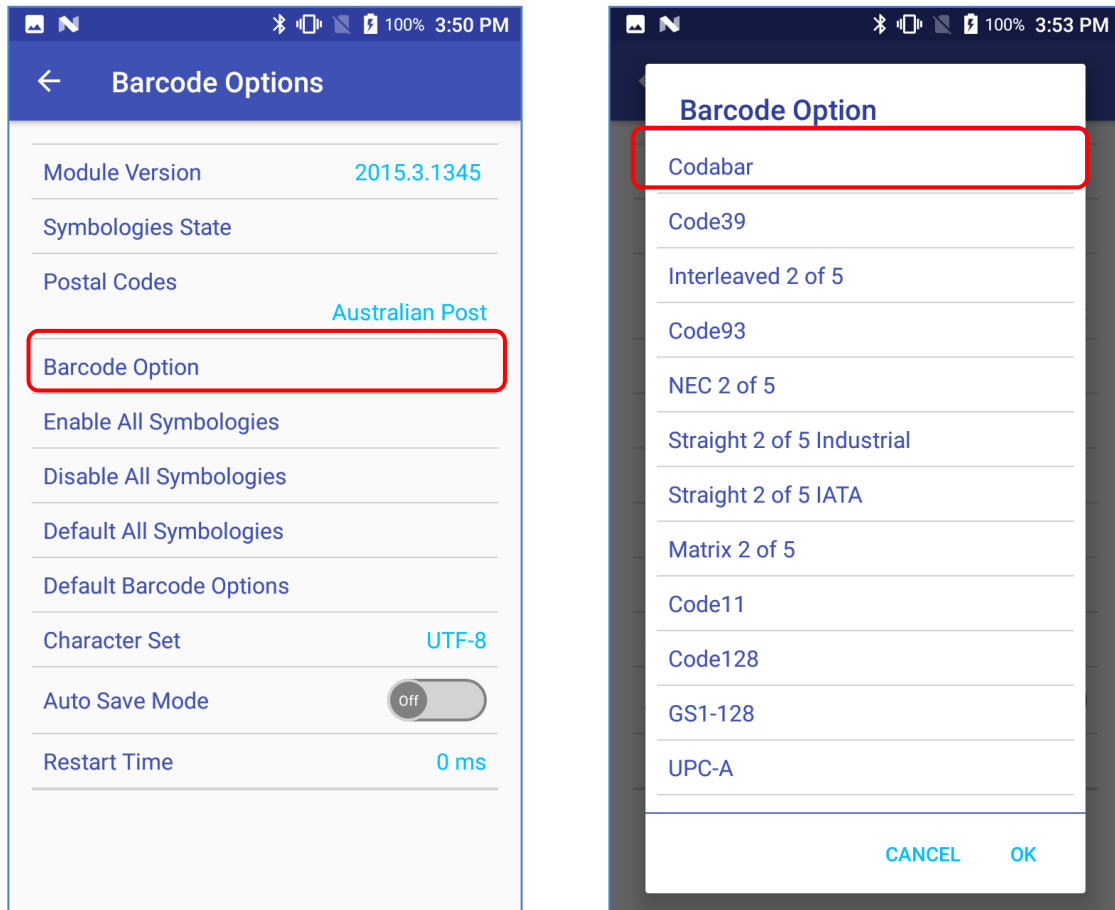 100% 3:50 PM
Barcode Options
Module Version 2015.3.1345
Symbologies State
Postal Codes
Australian Post
Barcode Option
Enable All Symbologies
Disable All Symbologies
Default All Symbologies
Default Barcode Options
Character Set UTF-8
Auto Save Mode Off
Restart Time 0 ms
100% 3:53 PM
Barcode Option
Codabar
Code39
Interleaved 2 of 5
Code93
NEC 2 of 5
Straight 2 of 5 Industrial
Straight 2 of 5 IATA
Matrix 2 of 5
Code11
Code128
GS1-128
UPC-A
CANCEL OK